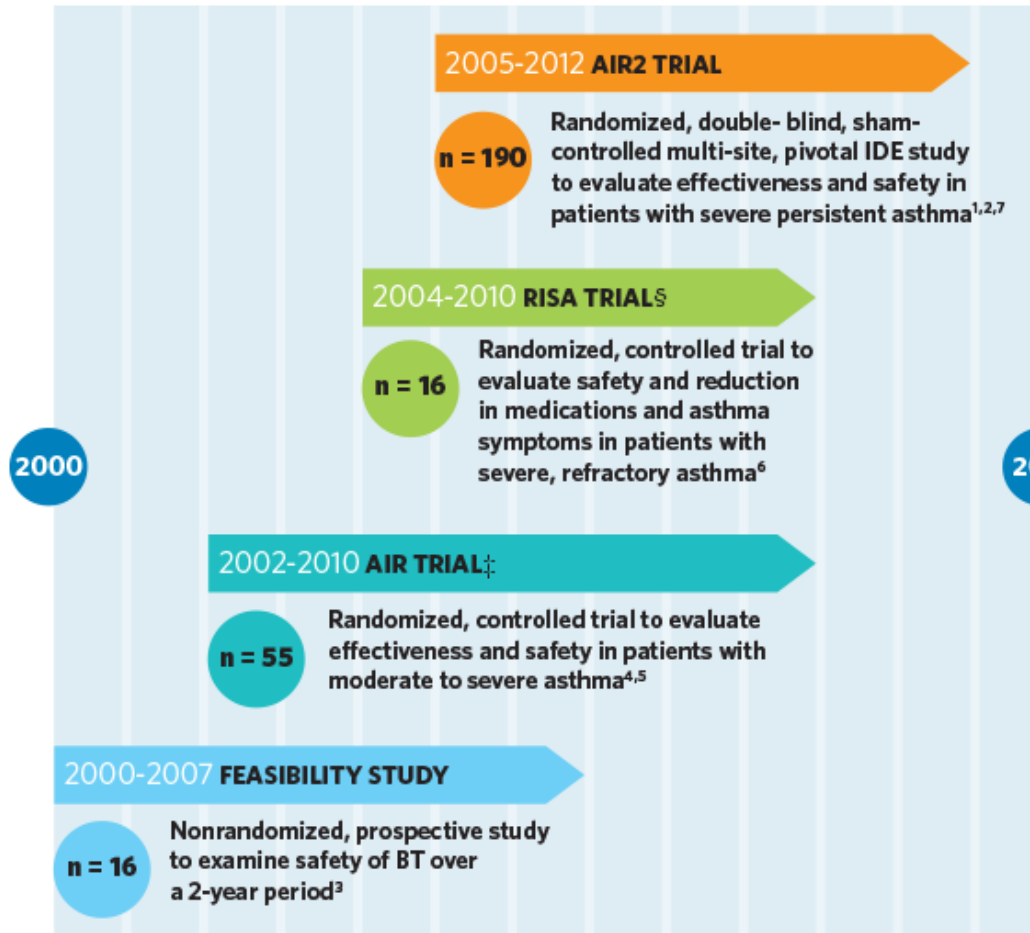 2005-2012 AIR2 TRIAL
n = 190
Randomized, double- blind, sham-
controlled multi-site, pivotal IDE study
to evaluate effectiveness and safety in
patients with severe persistent asthma¹,²,⁷
2004-2010 RISA TRIAL§
n = 16
Randomized, controlled trial to
evaluate safety and reduction
in medications and asthma
symptoms in patients with
severe, refractory asthma⁶
2000
2002-2010 AIR TRIAL‡
n = 55
Randomized, controlled trial to evaluate
effectiveness and safety in patients with
moderate to severe asthma⁴,⁵
2000-2007 FEASIBILITY STUDY
n = 16
Nonrandomized, prospective study
to examine safety of BT over
a 2-year period³